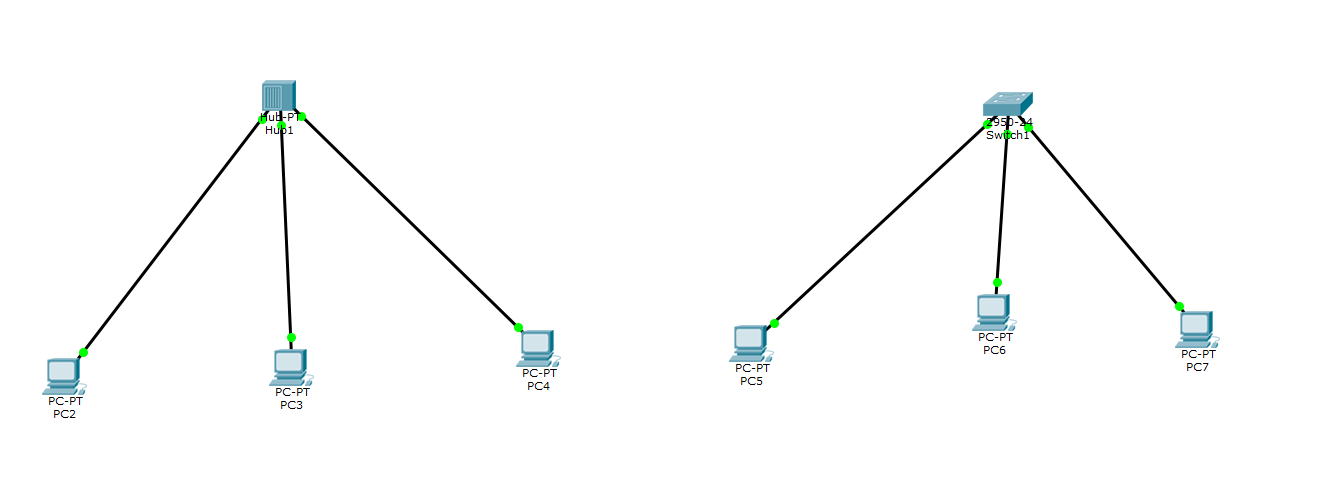 Hub-PT
Hub1
2950-24
Switch1
PC-PT
PC2
PC-PT
PC3
PC-PT
PC4
PC-PT
PC5
PC-PT
PC6
PC-PT
PC7